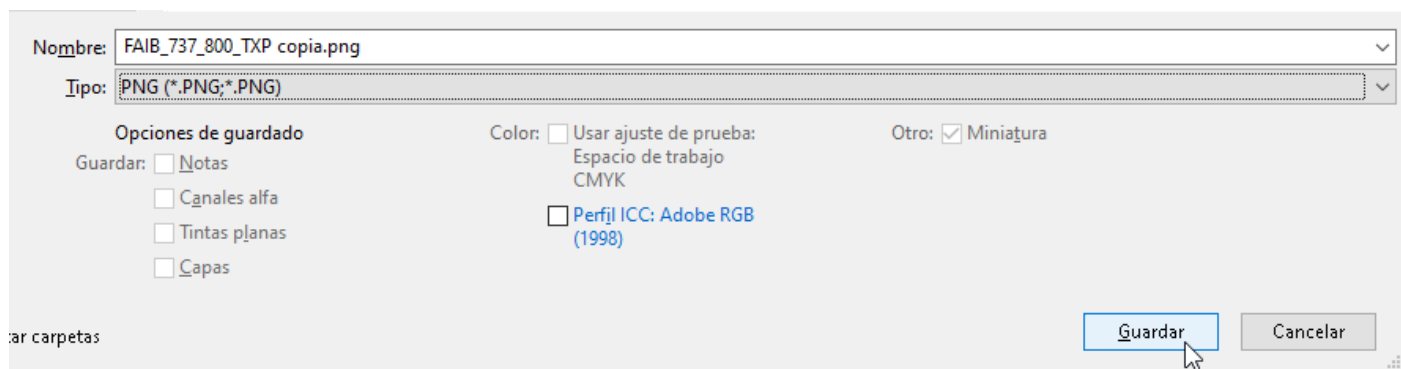 Nombre: FAIB_737_800_TXP copia.png
Tipo: PNG (*.PNG;*.PNG)
Opciones de guardado
Guardar: Notas
Canales alfa
Tintas planas
Capas
Color: Usar ajuste de prueba:
Espacio de trabajo
CMYK
Perfil ICC: Adobe RGB
(1998)
Otro: Miniatura
tar carpetas
Guardar
Cancelar